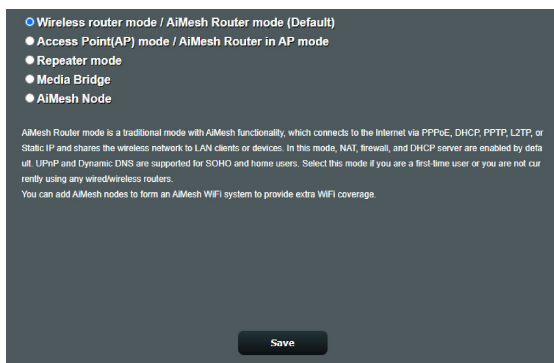 Wireless router mode / AiMesh Router mode (Default)
Access Point(AP) mode / AiMesh Router in AP mode
Repeater mode
Media Bridge
AiMesh Node
AiMesh Router mode is a traditional mode with AiMesh functionality, which connects to the Internet via PPPoE, DHCP, PPTP, L2TP, or
Static IP and shares the wireless network to LAN clients or devices. In this mode, NAT, firewall, and DHCP server are enabled by defa
ult. UPnP and Dynamic DNS are supported for SOHO and home users. Select this mode if you are a first-time user or you are not cur
rently using any wired/wireless routers.
You can add AiMesh nodes to form an AiMesh WiFi system to provide extra WiFi coverage.
Save